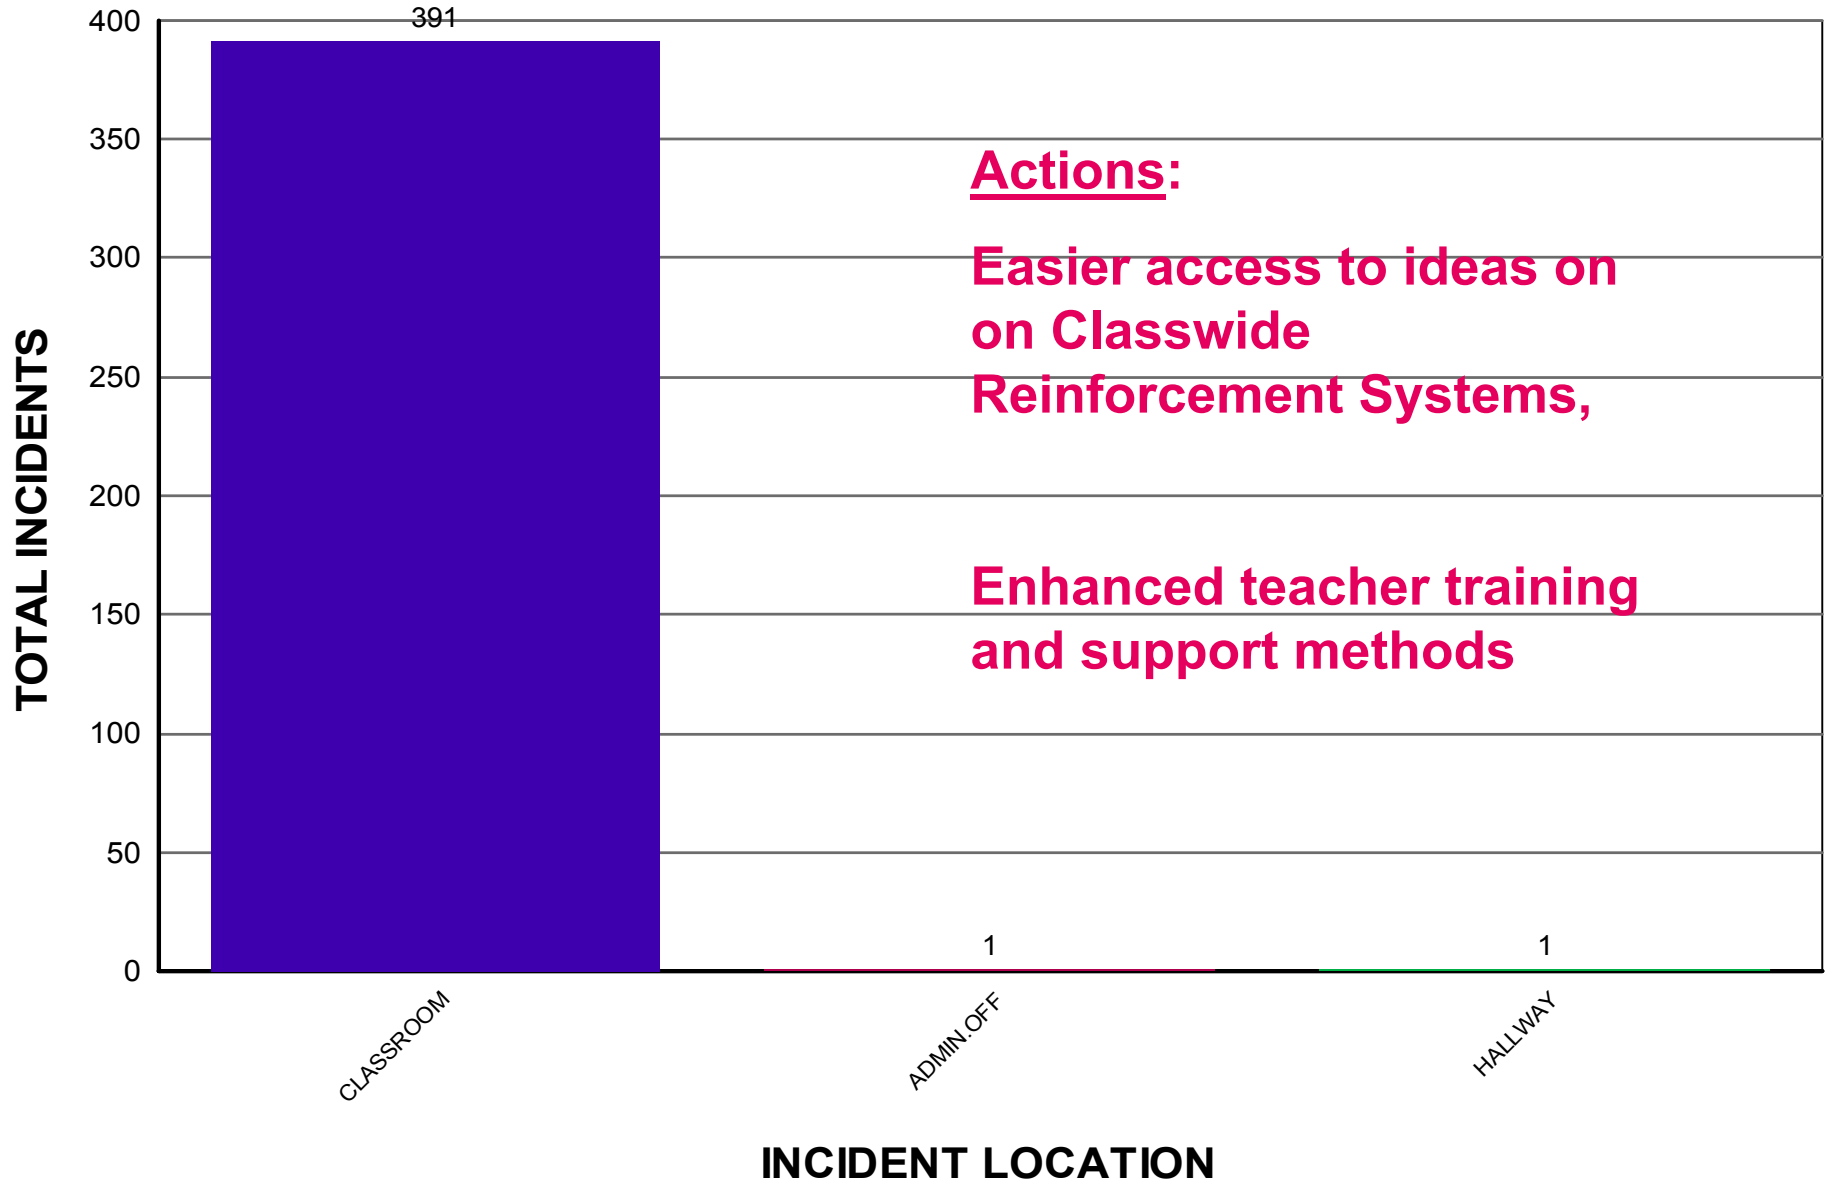 400
391
350
300
250
200
150
100
50
0
TOTAL INCIDENTS
Actions:
Easier access to ideas on
on Classwide
Reinforcement Systems,
Enhanced teacher training
and support methods
1
1
CLASSROOM
ADMIN.OFF
HALLWAY
INCIDENT LOCATION